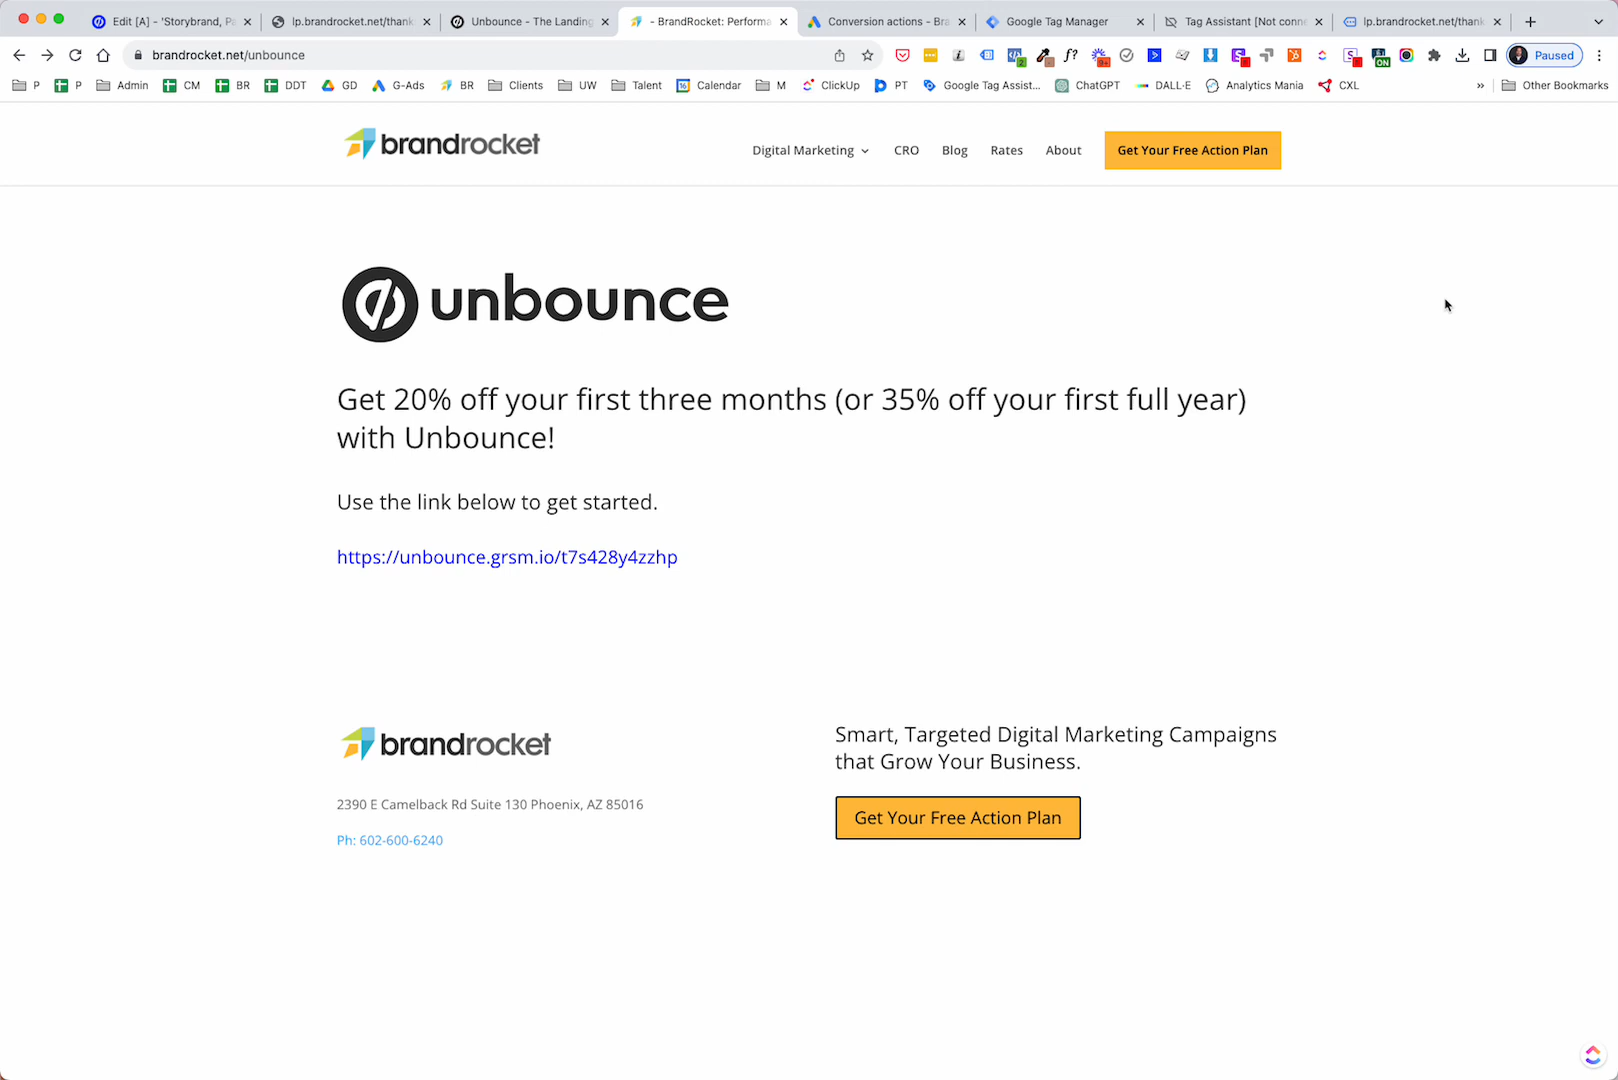 Edit [A] - 'Storybrand, Pa
lp.brandrocket.net/thank
Unbounce - The Landing
- BrandRocket: Performa
Conversion actions - Bra
Google Tag Manager
Tag Assistant [Not conne
lp.brandrocket.net/thank
brandrocket.net/unbounce
Paused
P
P
Admin
CM
BR
DDT
GD
G-Ads
BR
Clients
UW
Talent
Calendar
M
ClickUp
PT
Google Tag Assist...
ChatGPT
DALL·E
Analytics Mania
CXL
»
Other Bookmarks
brandrocket
Digital Marketing
CRO
Blog
Rates
About
Get Your Free Action Plan
unbounce
Get 20% off your first three months (or 35% off your first full year)
with Unbounce!
Use the link below to get started.
https://unbounce.grsm.io/t7s428y4zzhp
brandrocket
Smart, Targeted Digital Marketing Campaigns
that Grow Your Business.
2390 E Camelback Rd Suite 130 Phoenix, AZ 85016
Get Your Free Action Plan
Ph: 602-600-6240